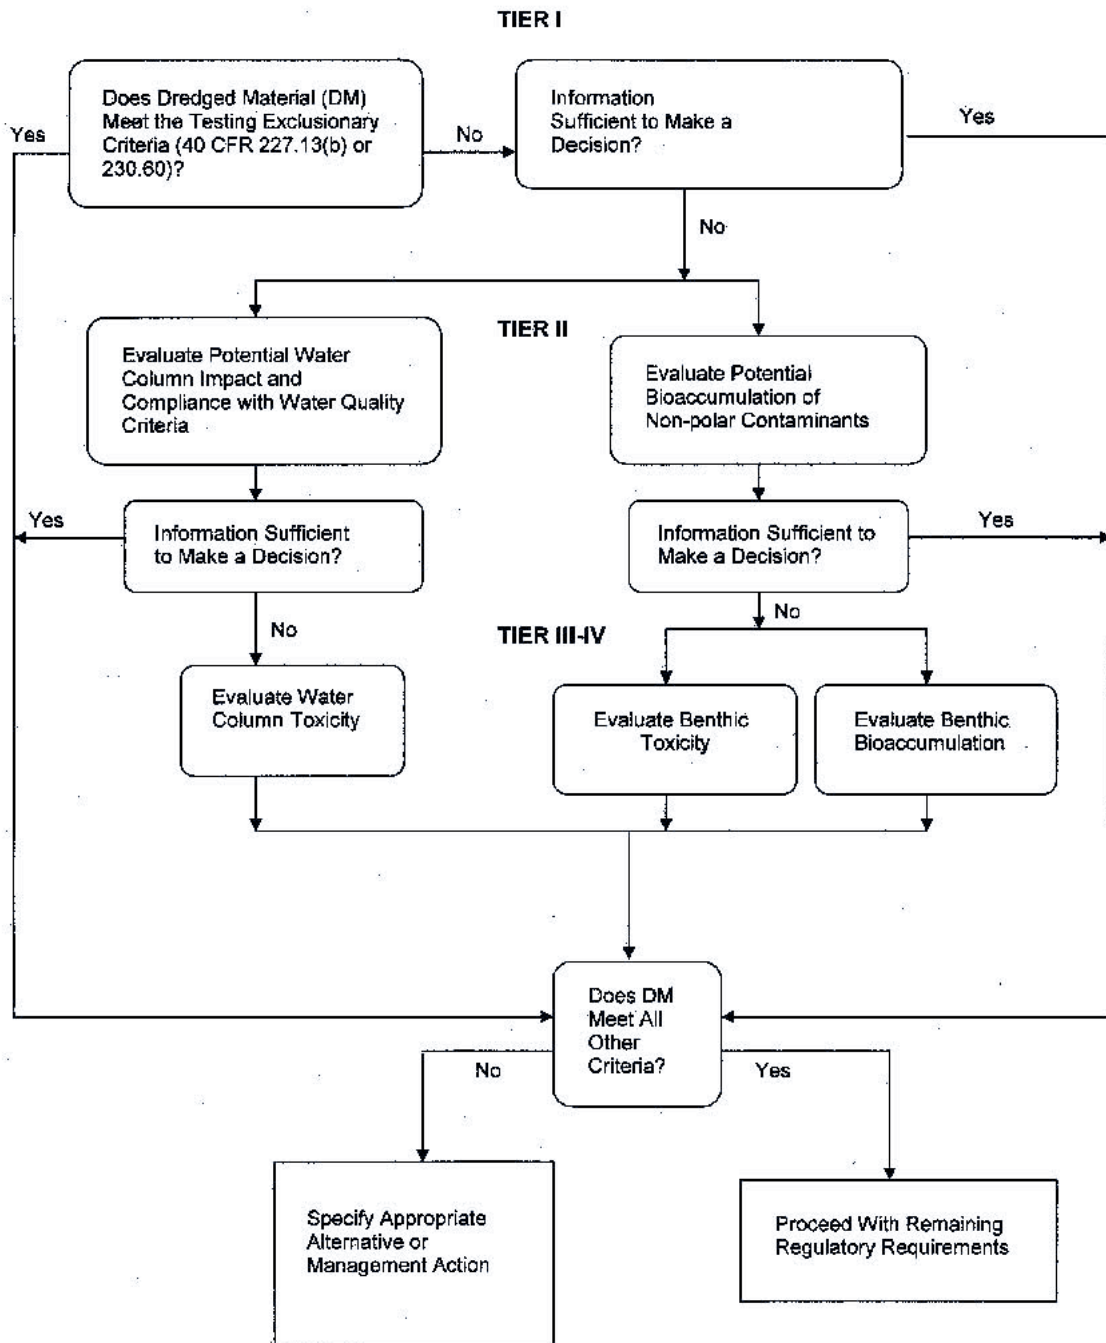 TIER I
Does Dredged Material (DM)
Meet the Testing Exclusionary
Criteria (40 CFR 227.13(b) or
230.60)?
Yes
No
Information
Sufficient to Make a
Decision?
Yes
No
TIER II
Evaluate Potential Water
Column Impact and
Compliance with Water Quality
Criteria
Evaluate Potential
Bioaccumulation of
Non-polar Contaminants
Yes
Information Sufficient
to Make a Decision?
Information Sufficient to
Make a Decision?
Yes
No
No
TIER III-IV
Evaluate Water
Column Toxicity
Evaluate Benthic
Toxicity
Evaluate Benthic
Bioaccumulation
Does DM
Meet All
Other
Criteria?
No
Yes
Specify Appropriate
Alternative or
Management Action
Proceed With Remaining
Regulatory Requirements